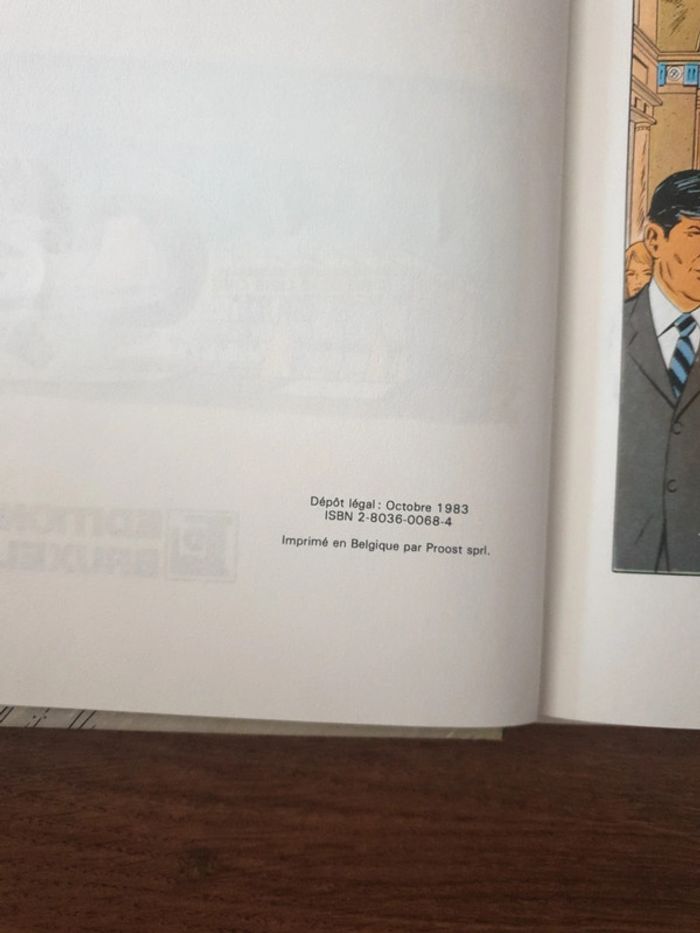 Dépôt légal : Octobre 1983
ISBN 2-8036-0068-4
Imprimé en Belgique par Proost sprl.